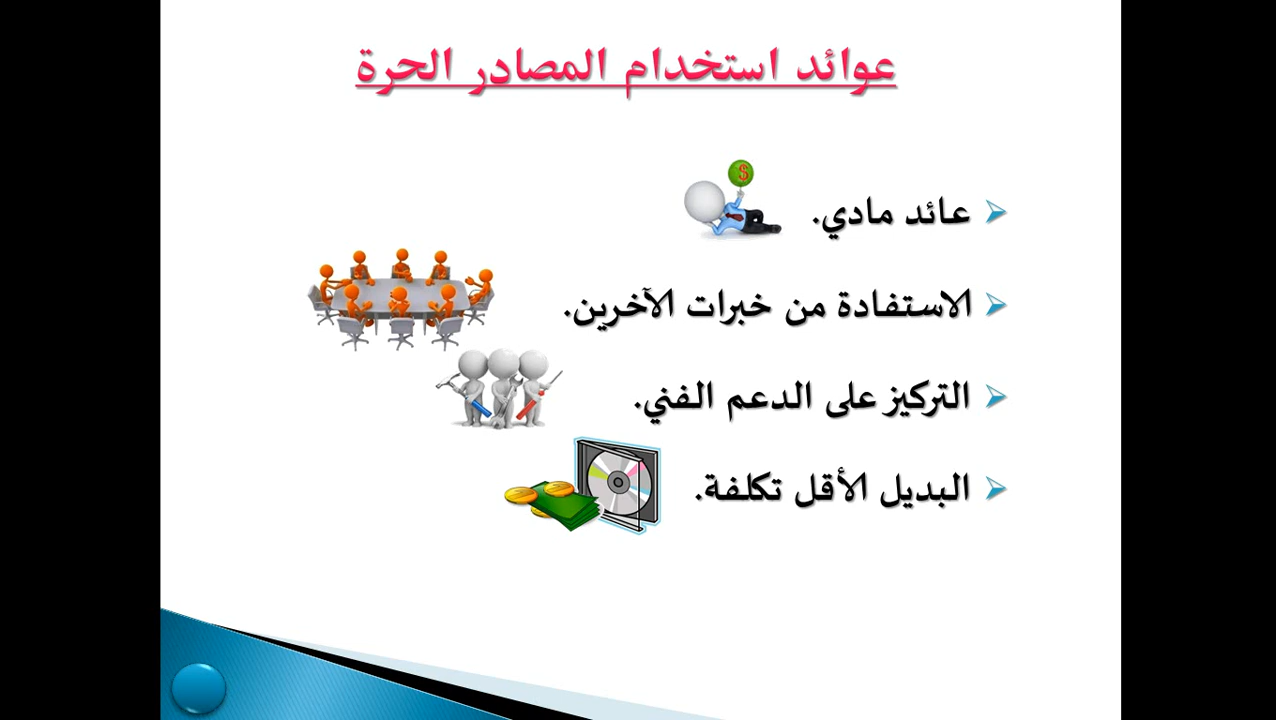 عوائد استخدام المصادر الحرة
عائد مادي.
$
الاستفادة من خبرات الآخرين.
التركيز على الدعم الفني.
البديل الأقل تكلفة.